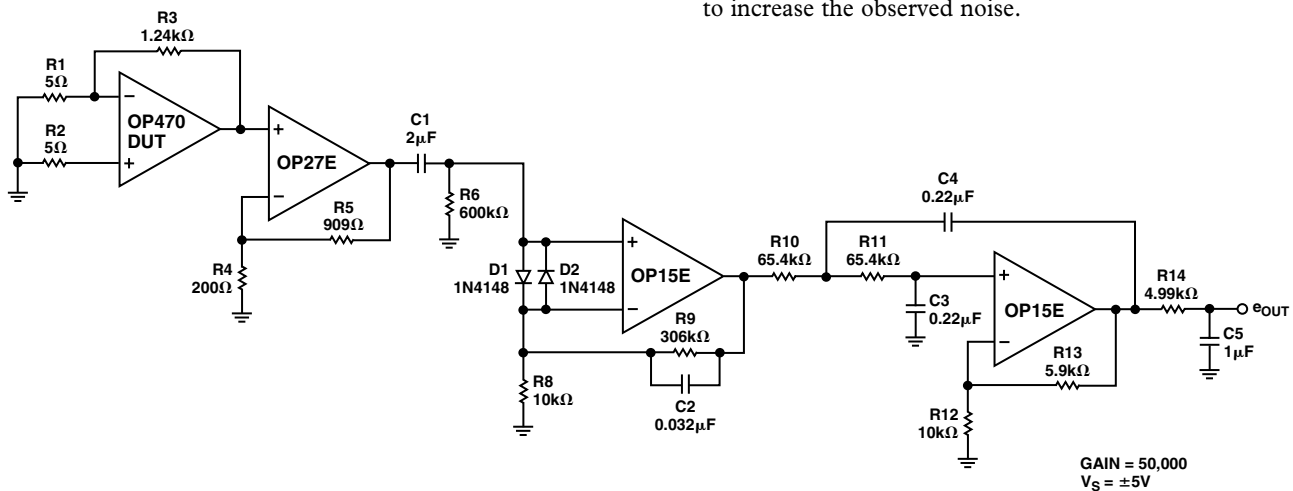 to increase the observed noise.
R3
1.24kΩ
R1
5Ω
R2
5Ω
−
+
OP470
DUT
+
−
OP27E
R5
909Ω
R4
200Ω
C1
2μF
R6
600kΩ
D1
1N4148
D2
1N4148
+
−
OP15E
R9
306kΩ
C2
0.032μF
R8
10kΩ
R10
65.4kΩ
R11
65.4kΩ
C4
0.22μF
C3
0.22μF
+
−
OP15E
R13
5.9kΩ
R12
10kΩ
R14
4.99kΩ
eOUT
C5
1μF
GAIN = 50,000
VS = ±5V